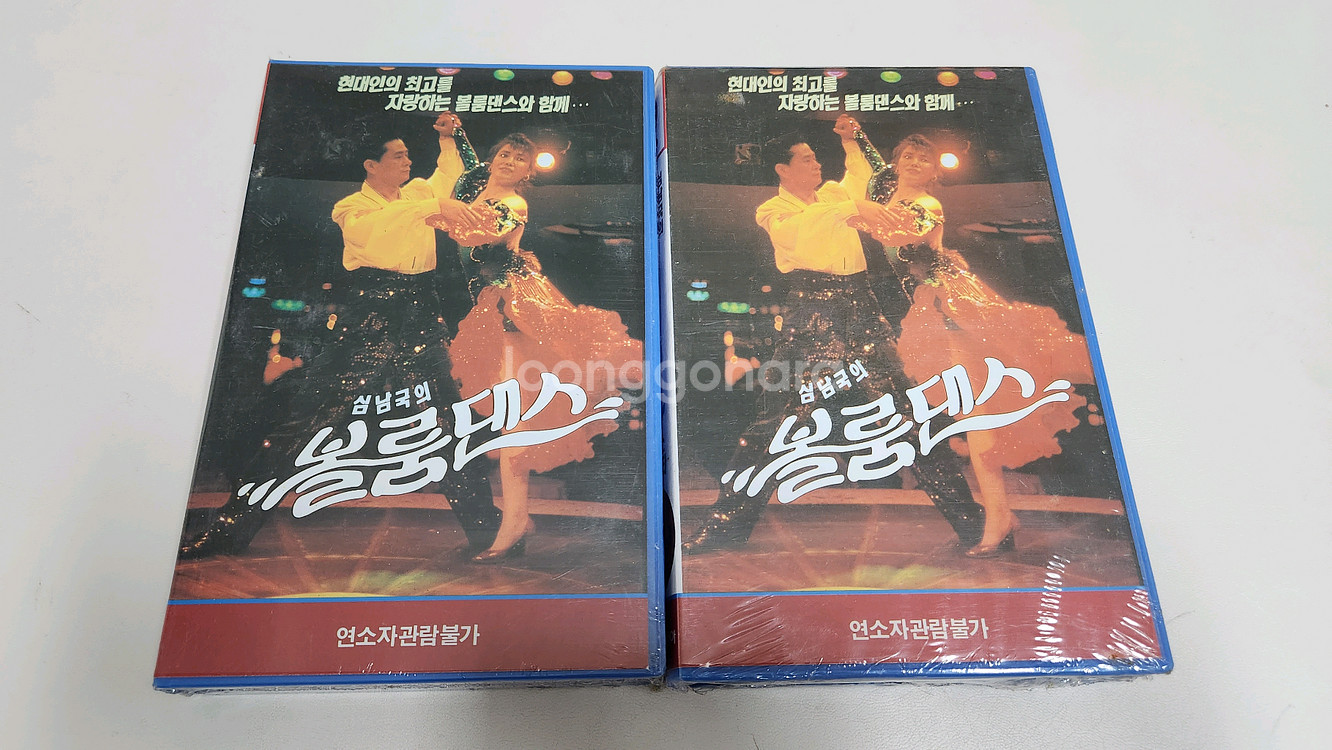 현대인의 최고를
자랑하는 볼룸댄스와 함께···
심남국의
볼룸댄스
연소자관람불가
현대인의 최고를
자랑하는 볼룸댄스와 함께···
심남국의
볼룸댄스
연소자관람불가
loonggohara